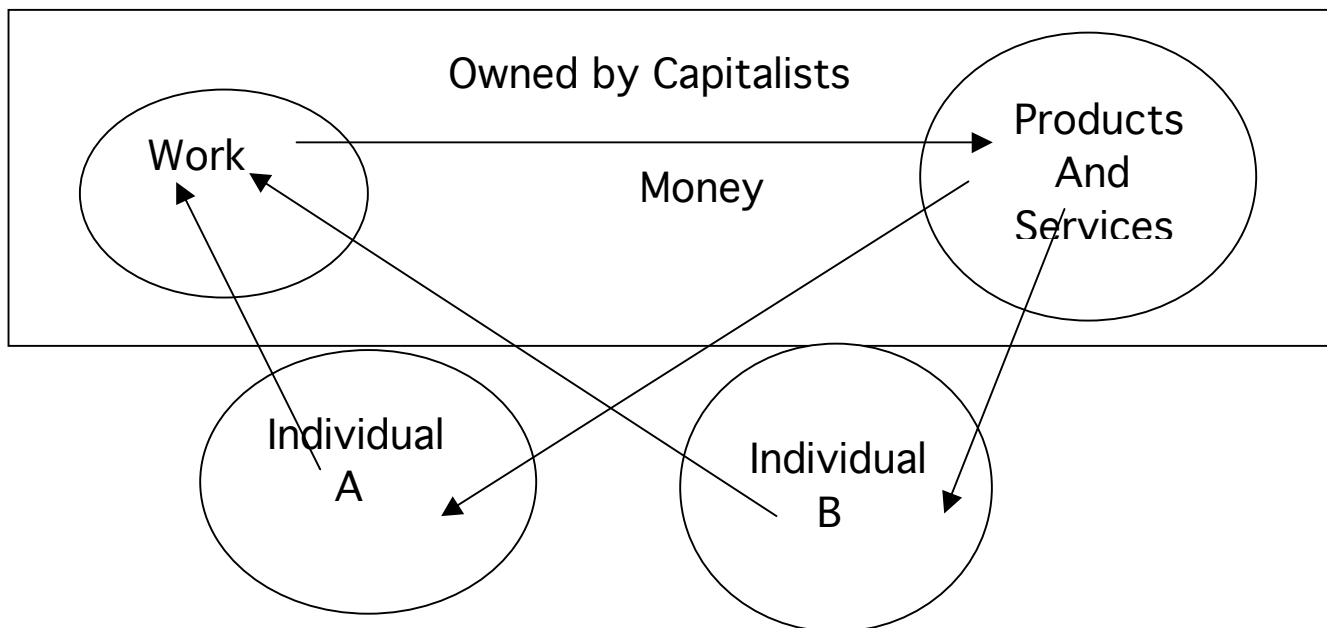 Owned by Capitalists
Work
Money
Products
And
Services
Individual
A
Individual
B